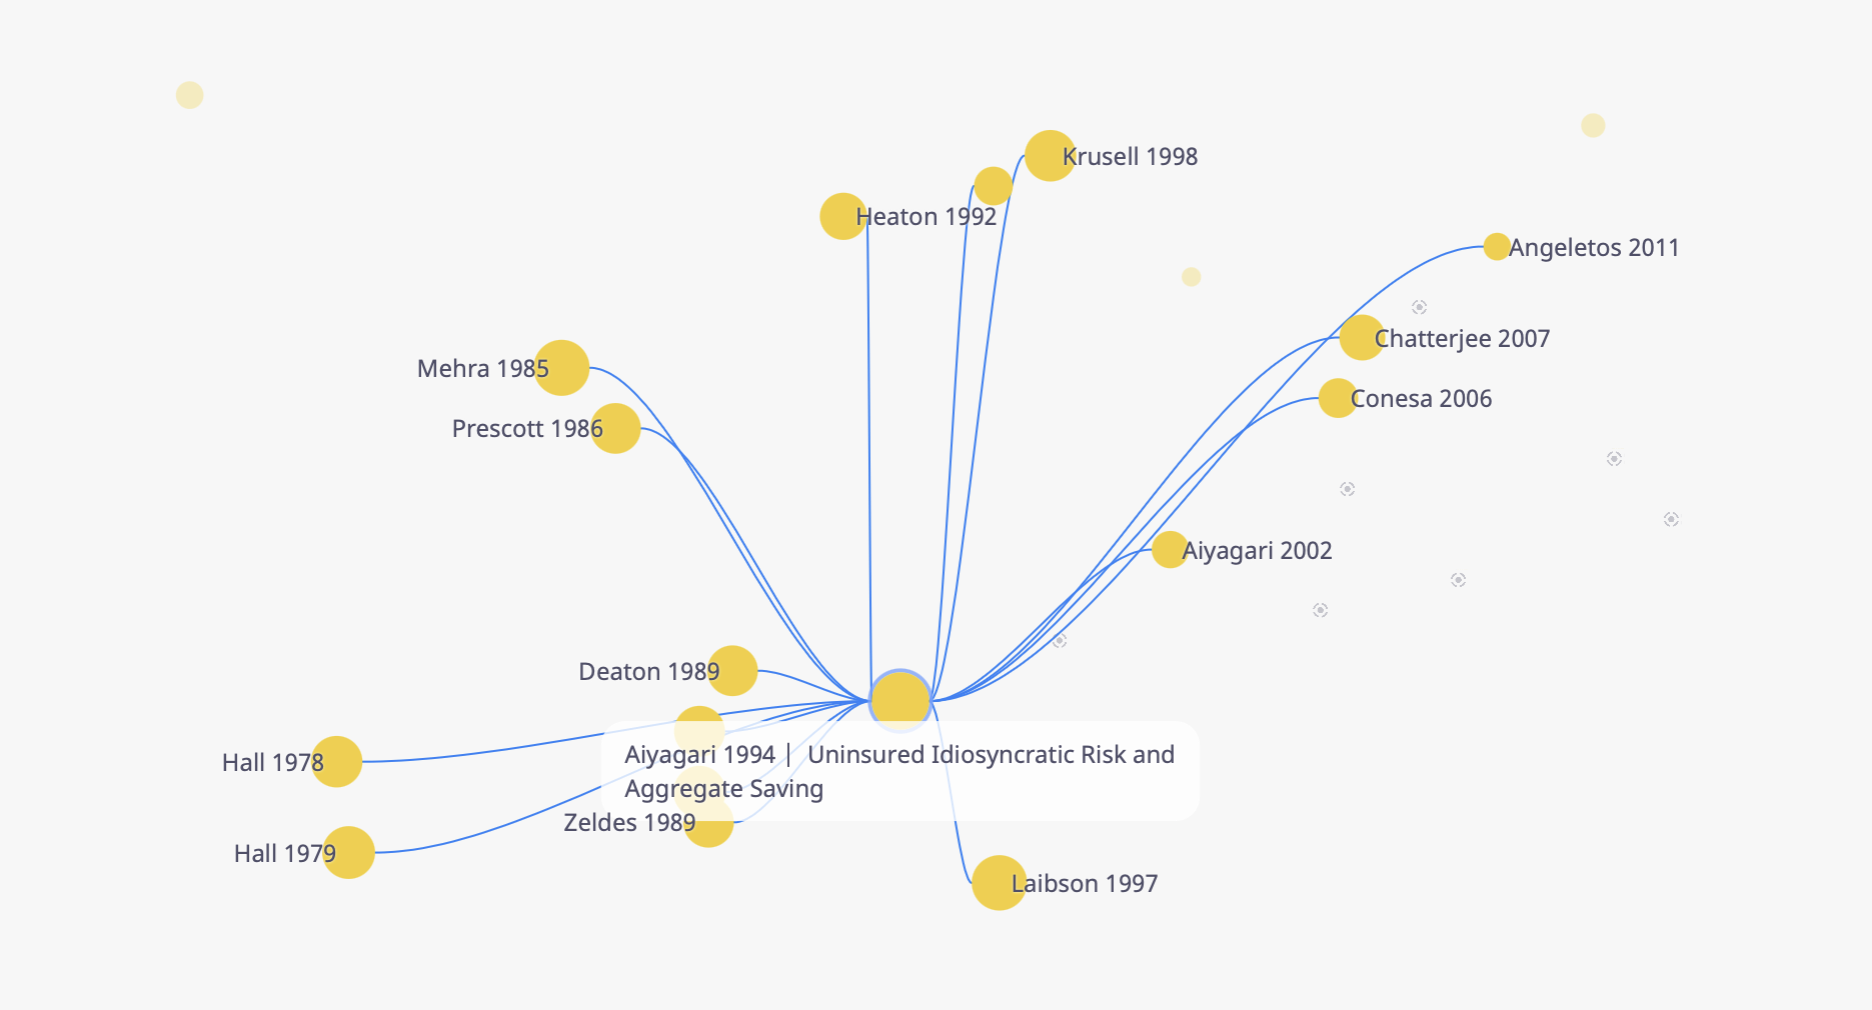 Krusell 1998
Heaton 1992
Angeletos 2011
Chatterjee 2007
Mehra 1985
Conesa 2006
Prescott 1986
Aiyagari 2002
Deaton 1989
Aiyagari 1994 | Uninsured Idiosyncratic Risk and
Aggregate Saving
Hall 1978
Zeldes 1989
Hall 1979
Laibson 1997